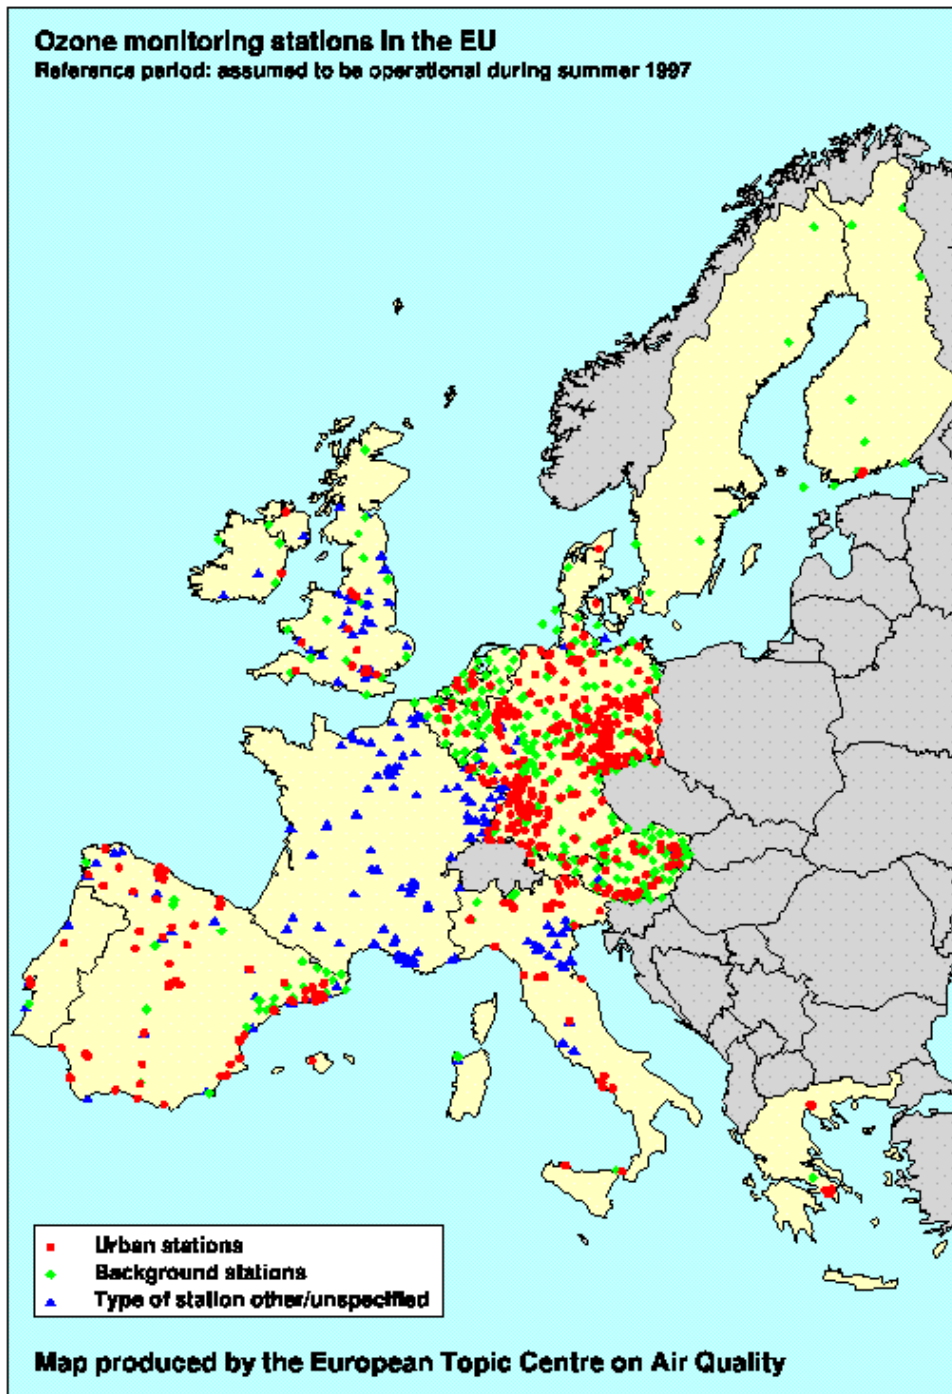 Ozone monitoring stations in the EU
Reference period: assumed to be operational during summer 1997
Urban stations
Background stations
Type of station other/unspecified
Map produced by the European Topic Centre on Air Quality